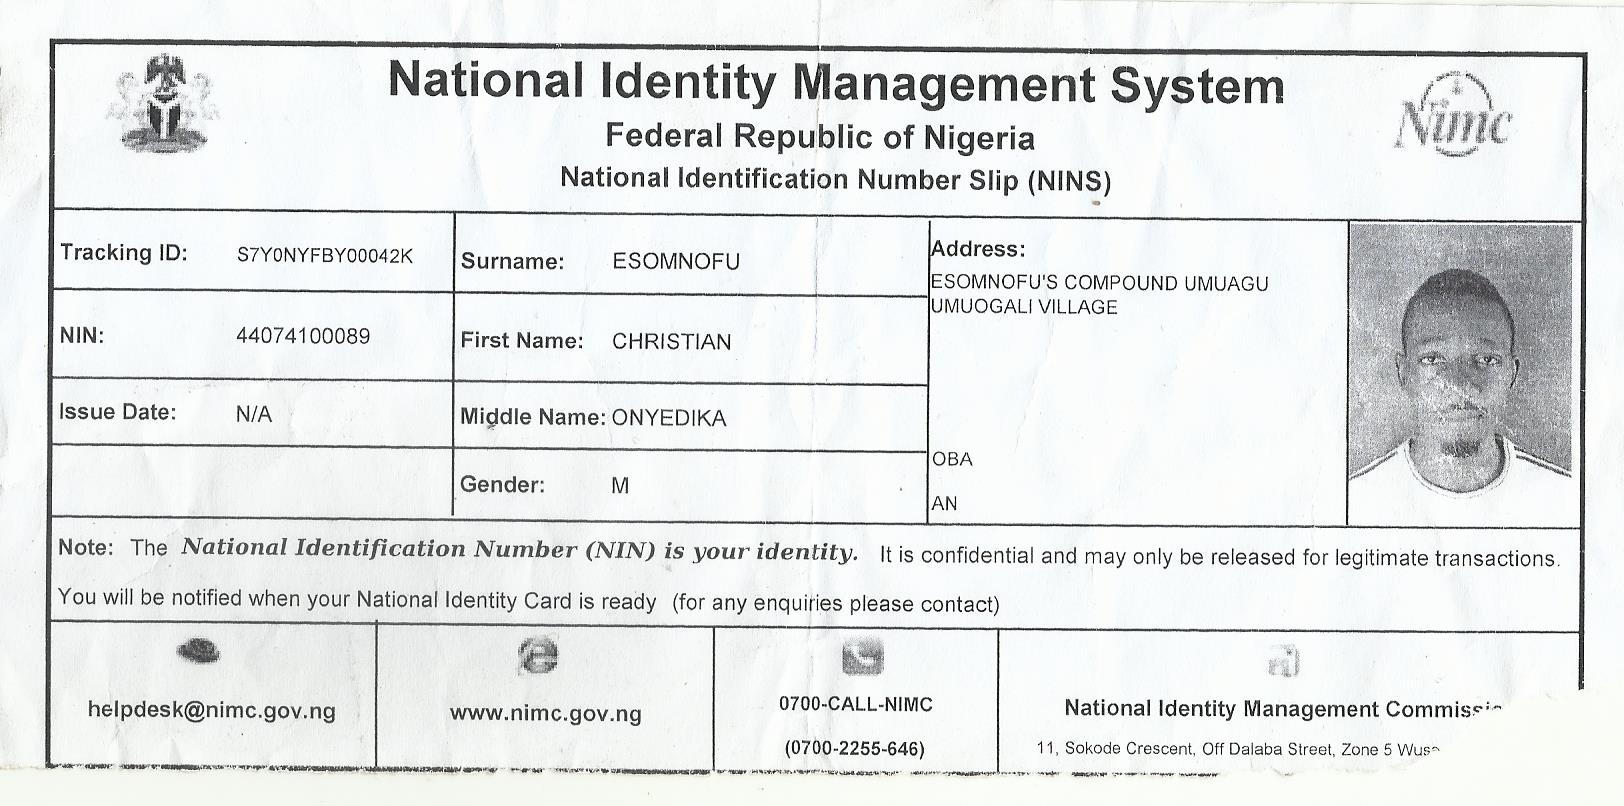 National Identity Management System
Federal Republic of Nigeria
National Identification Number Slip (NINS)
Nimc
Tracking ID: S7Y0NYFBY00042K
Surname: ESOMNOFU
Address:
ESOMNOFU'S COMPOUND UMUAGU
UMUOGALI VILLAGE
NIN: 44074100089
First Name: CHRISTIAN
Issue Date: N/A
Middle Name: ONYEDIKA
OBA
Gender: M
AN
Note: The National Identification Number (NIN) is your identity. It is confidential and may only be released for legitimate transactions.
You will be notified when your National Identity Card is ready (for any enquiries please contact)
helpdesk@nimc.gov.ng
www.nimc.gov.ng
0700-CALL-NIMC
(0700-2255-646)
National Identity Management
11, Sokode Crescent, Off Dalaba Street, Zone 5